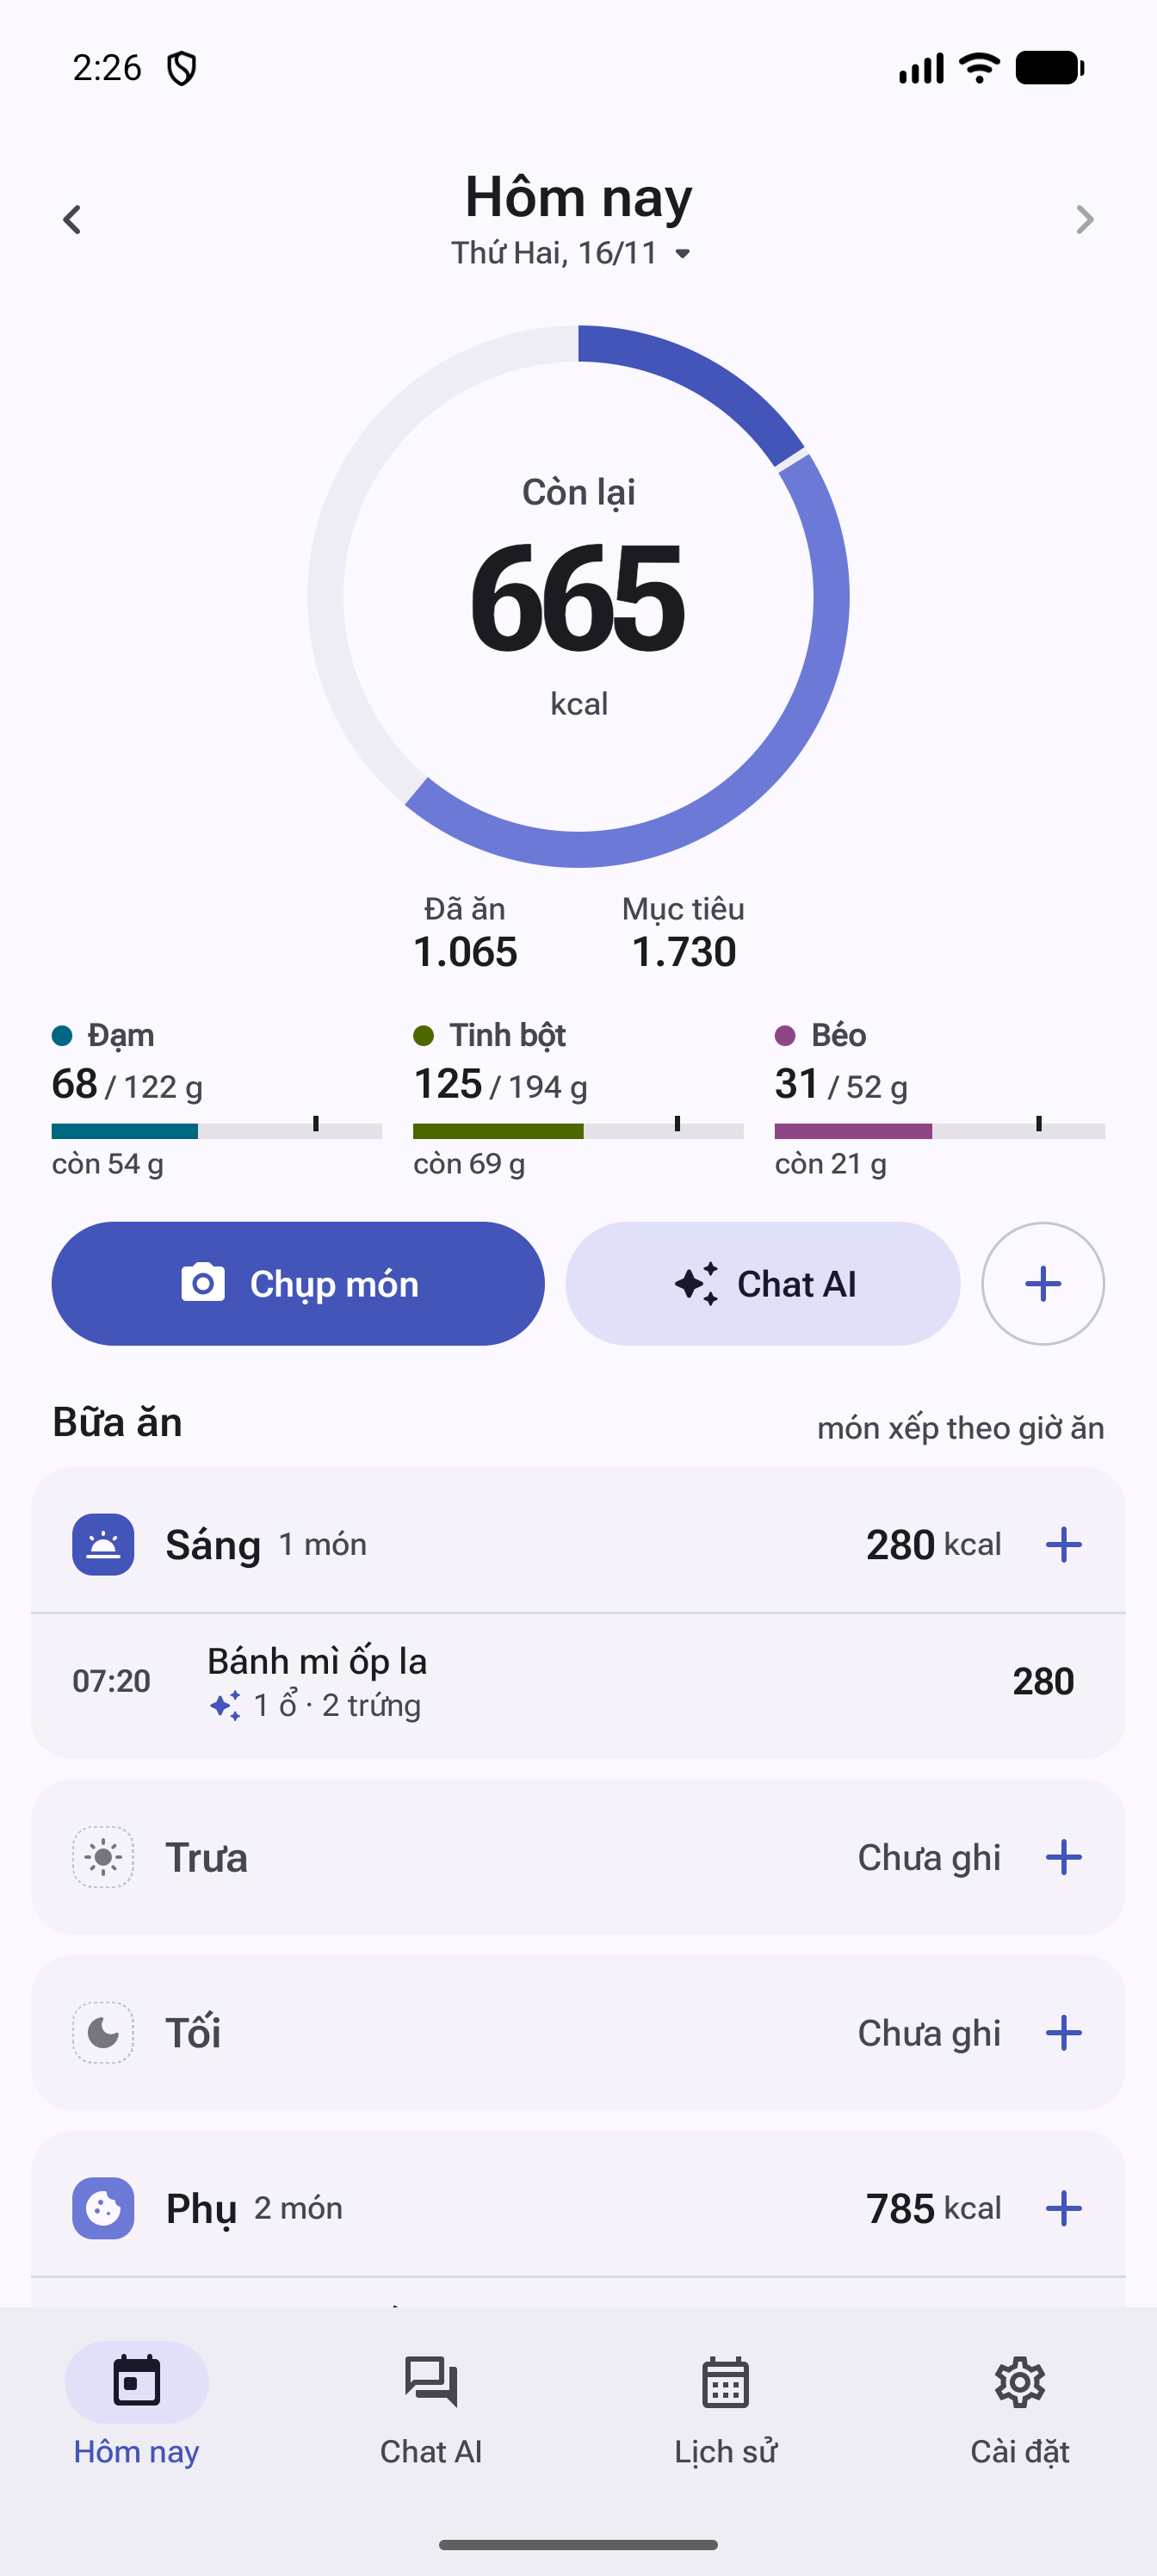 2:26
Hôm nay
Thứ Hai, 16/11
Còn lại
665
kcal
Đã ăn
1.065
Mục tiêu
1.730
Đạm
68 / 122 g
còn 54 g
Tinh bột
125 / 194 g
còn 69 g
Béo
31 / 52 g
còn 21 g
Chụp món
Chat AI
Bữa ăn
món xếp theo giờ ăn
Sáng 1 món 280 kcal
07:20
Bánh mì ốp la
1 ổ · 2 trứng
280
Trưa Chưa ghi
Tối Chưa ghi
Phụ 2 món 785 kcal
Hôm nay
Chat AI
Lịch sử
Cài đặt